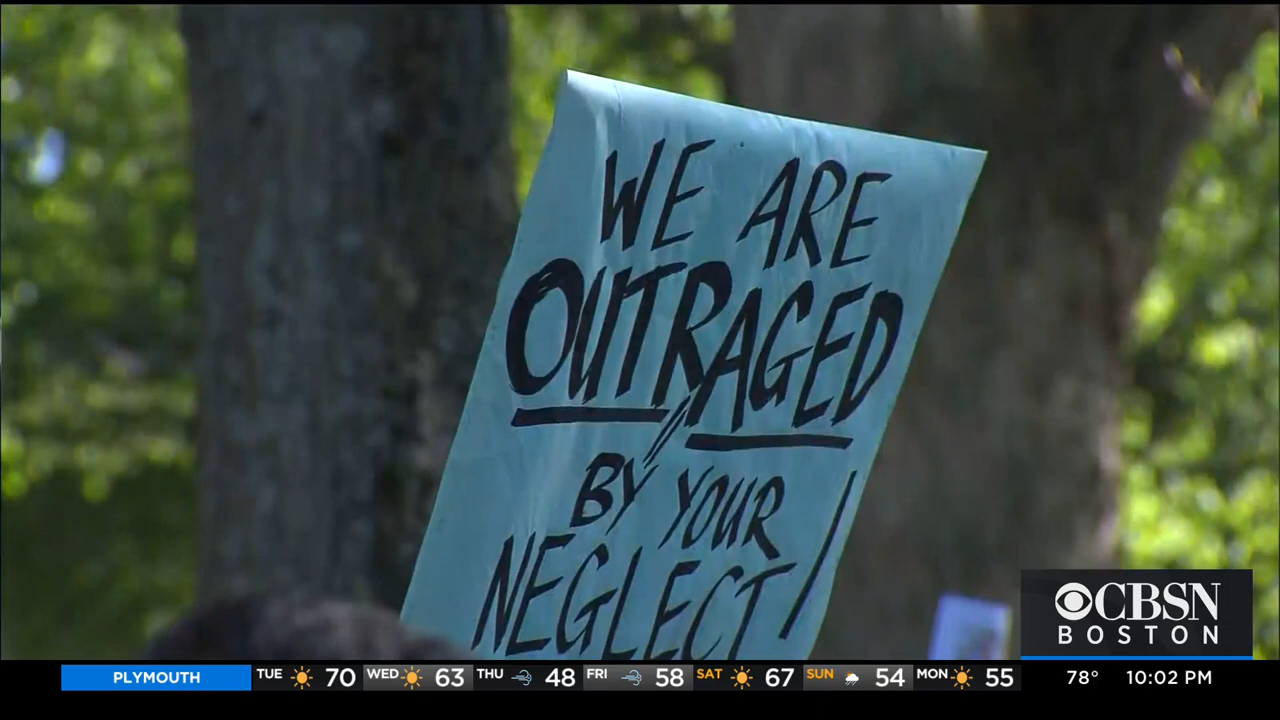 WE ARE
OUTRAGED
BY YOUR
NEGLECT!
CBSN
BOSTON
PLYMOUTH TUE 70 WED 63 THU 48 FRI 58 SAT 67 SUN 54 MON 55 78° 10:02 PM